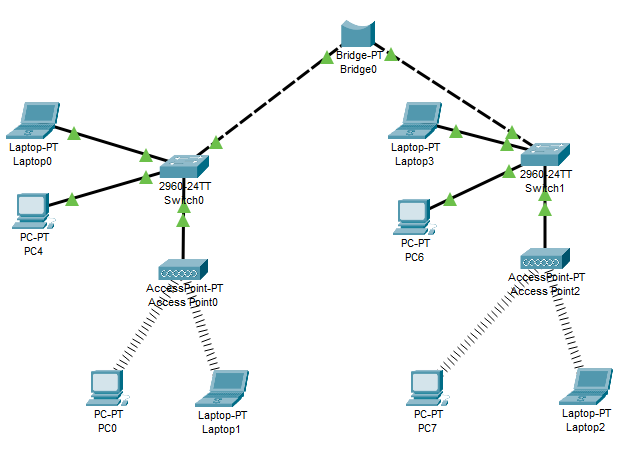 Bridge-PT
Bridge0
Laptop-PT
Laptop0
Laptop-PT
Laptop3
2960-24TT
Switch0
2960-24TT
Switch1
PC-PT
PC4
PC-PT
PC6
AccessPoint-PT
Access Point0
AccessPoint-PT
Access Point2
PC-PT
PC0
Laptop-PT
Laptop1
PC-PT
PC7
Laptop-PT
Laptop2